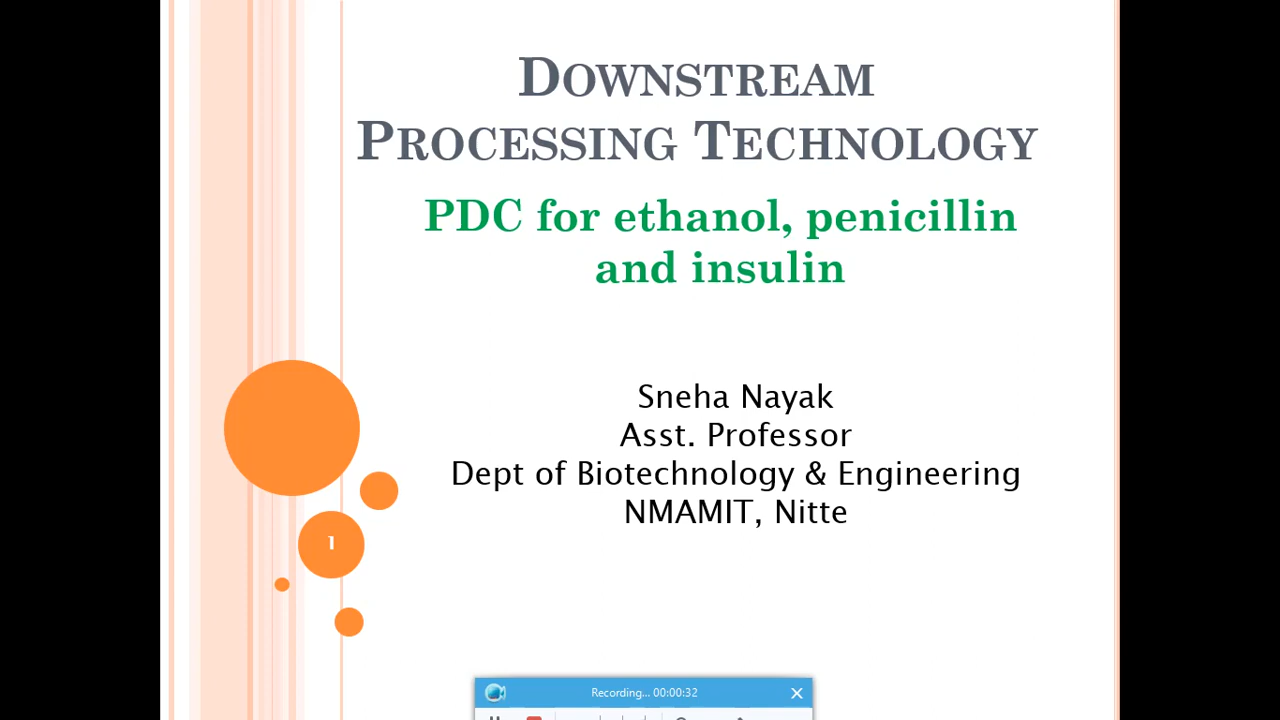 DOWNSTREAM
PROCESSING TECHNOLOGY
PDC for ethanol, penicillin
and insulin
Sneha Nayak
Asst. Professor
Dept of Biotechnology & Engineering
NMAMIT, Nitte
1
Recording... 00:00:32